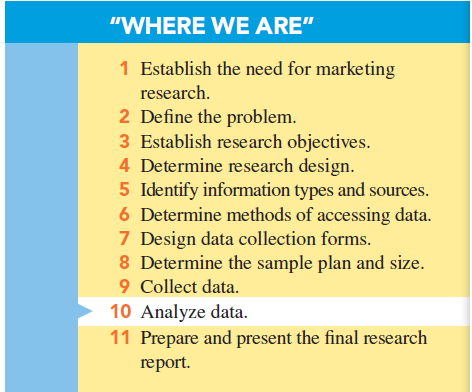 “WHERE WE ARE”
1 Establish the need for marketing
research.
2 Define the problem.
3 Establish research objectives.
4 Determine research design.
5 Identify information types and sources.
6 Determine methods of accessing data.
7 Design data collection forms.
8 Determine the sample plan and size.
9 Collect data.
10 Analyze data.
11 Prepare and present the final research
report.